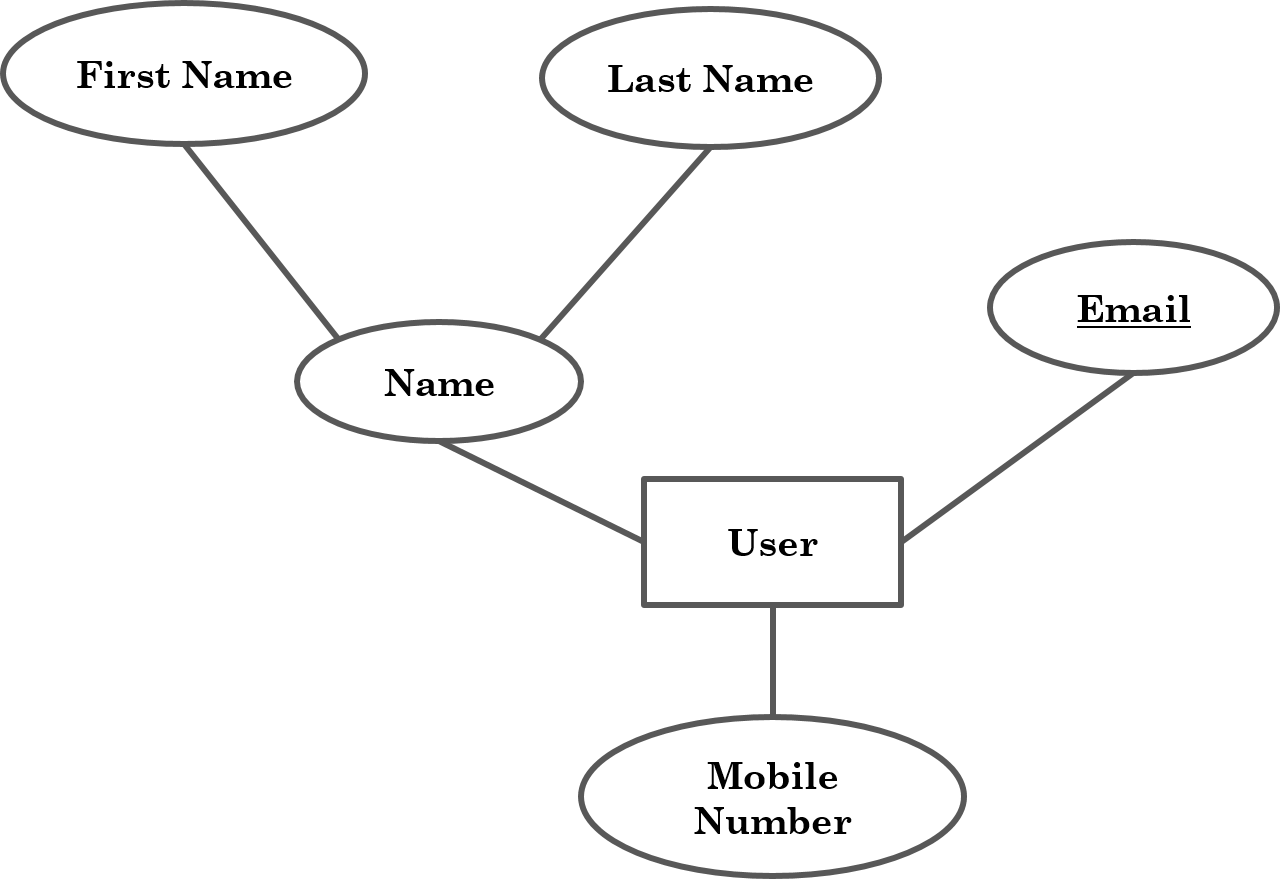 First Name
Last Name
Email
Name
User
Mobile
Number